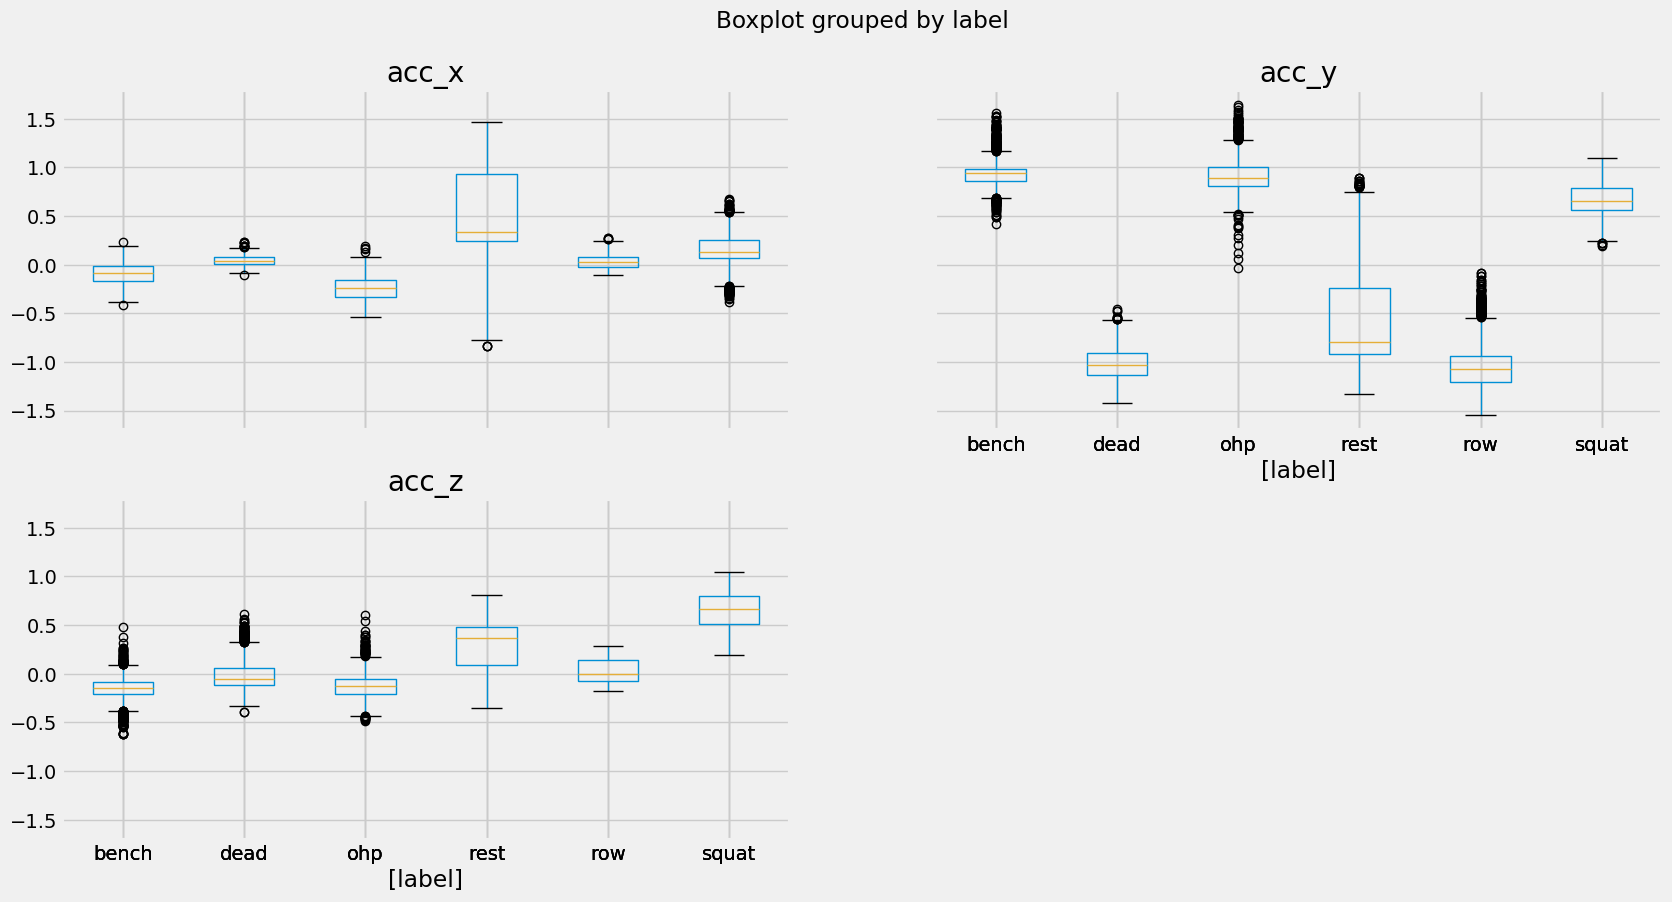 Boxplot grouped by label
acc_x
1.5
1.0
0.5
0.0
−0.5
−1.0
−1.5
acc_y
bench dead ohp rest row squat
[label]
acc_z
1.5
1.0
0.5
0.0
−0.5
−1.0
−1.5
bench dead ohp rest row squat
[label]